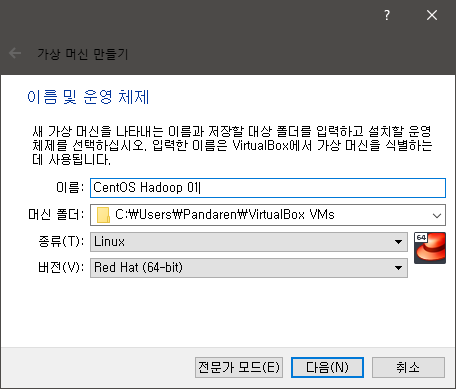 ?
가상 머신 만들기
이름 및 운영 체제
새 가상 머신을 나타내는 이름과 저장할 대상 폴더를 입력하고 설치할 운영
체제를 선택하십시오. 입력한 이름은 VirtualBox에서 가상 머신을 식별하는
데 사용됩니다.
이름: CentOS Hadoop 01
머신 폴더: C:₩Users₩Pandaren₩VirtualBox VMs
종류(T): Linux
64
버전(V): Red Hat (64-bit)
전문가 모드(E) 다음(N) 취소